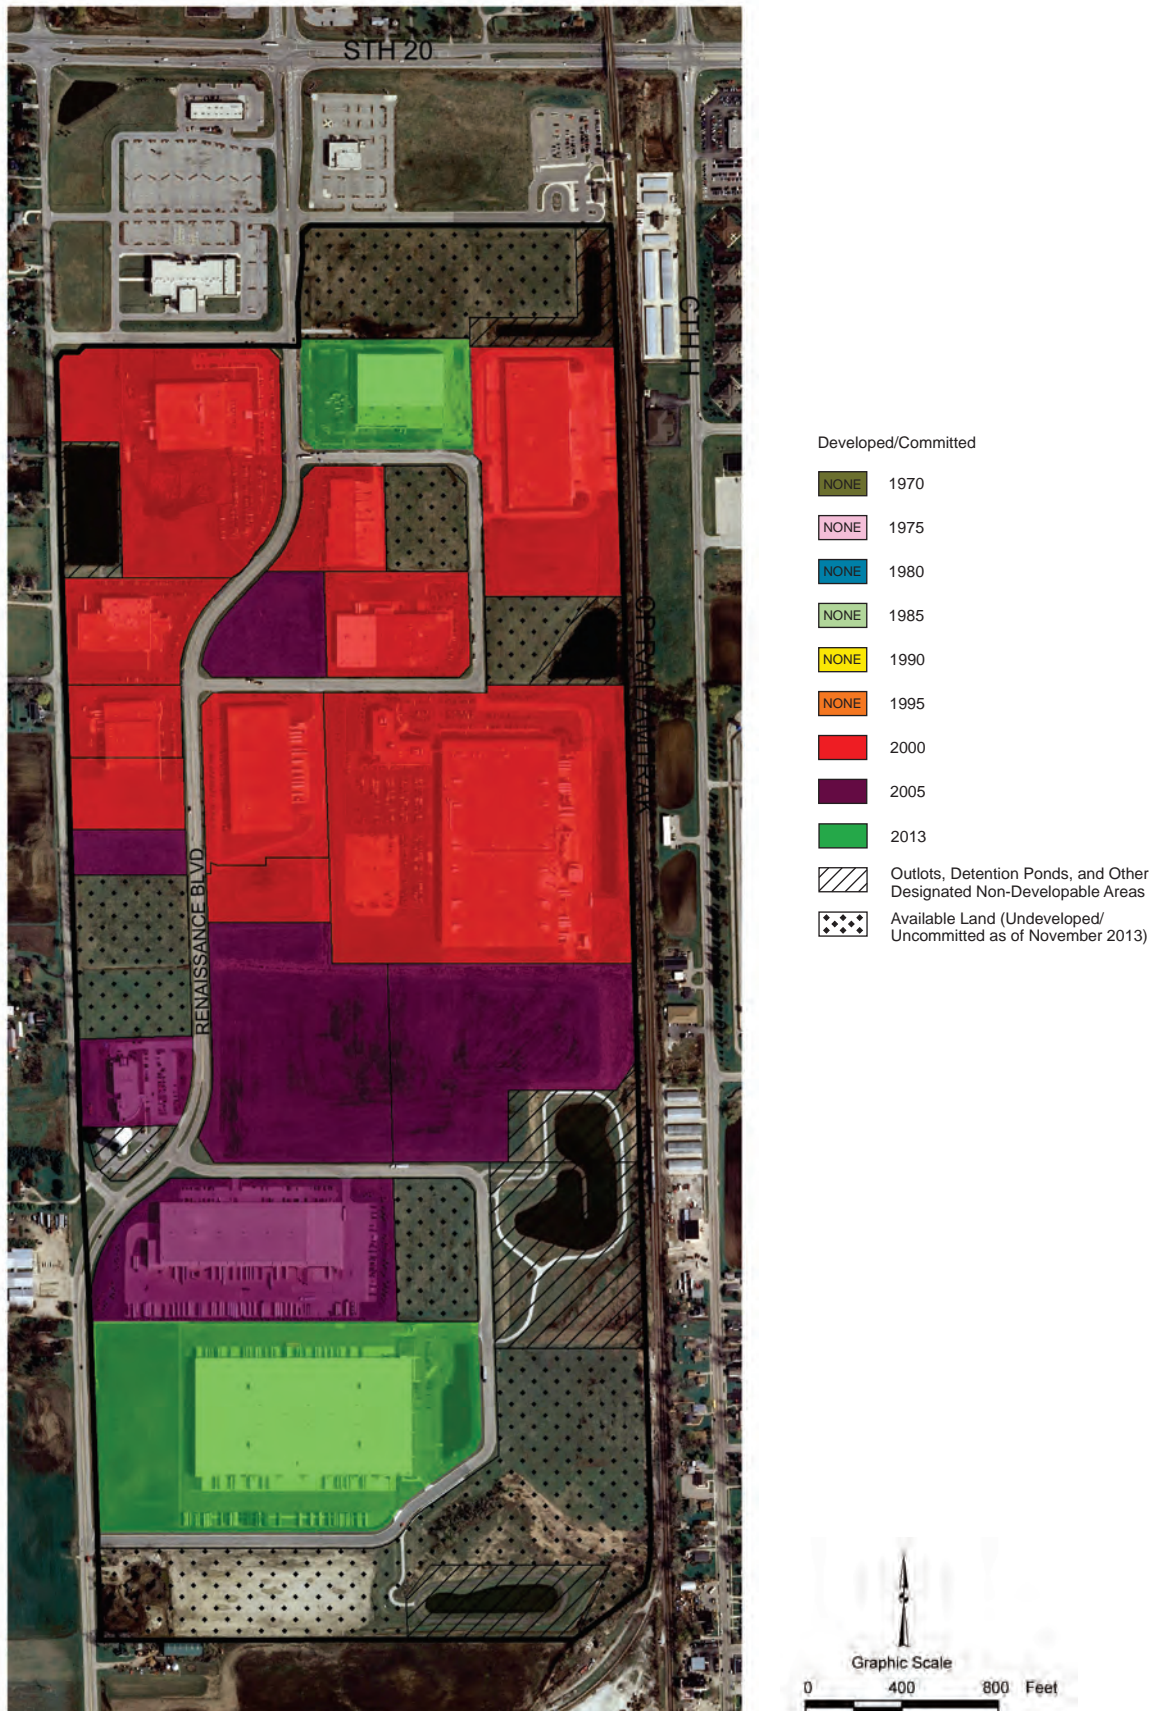 STH 20
CTH H
CP RAIL/AMTRAK
RENAISSANCE BLVD
Developed/Committed
NONE 1970
NONE 1975
NONE 1980
NONE 1985
NONE 1990
NONE 1995
2000
2005
2013
Outlots, Detention Ponds, and Other
Designated Non-Developable Areas
Available Land (Undeveloped/
Uncommitted as of November 2013)
Graphic Scale
0 400 800 Feet